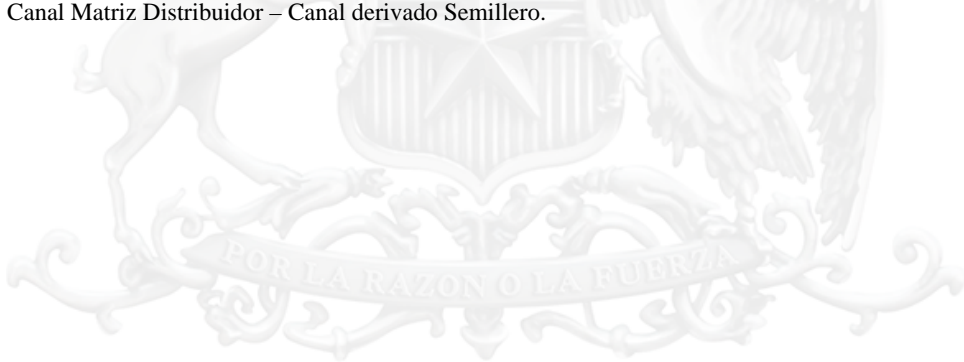 Canal Matriz Distribuidor – Canal derivado Semillero.
POR LA RAZON O LA FUERZA